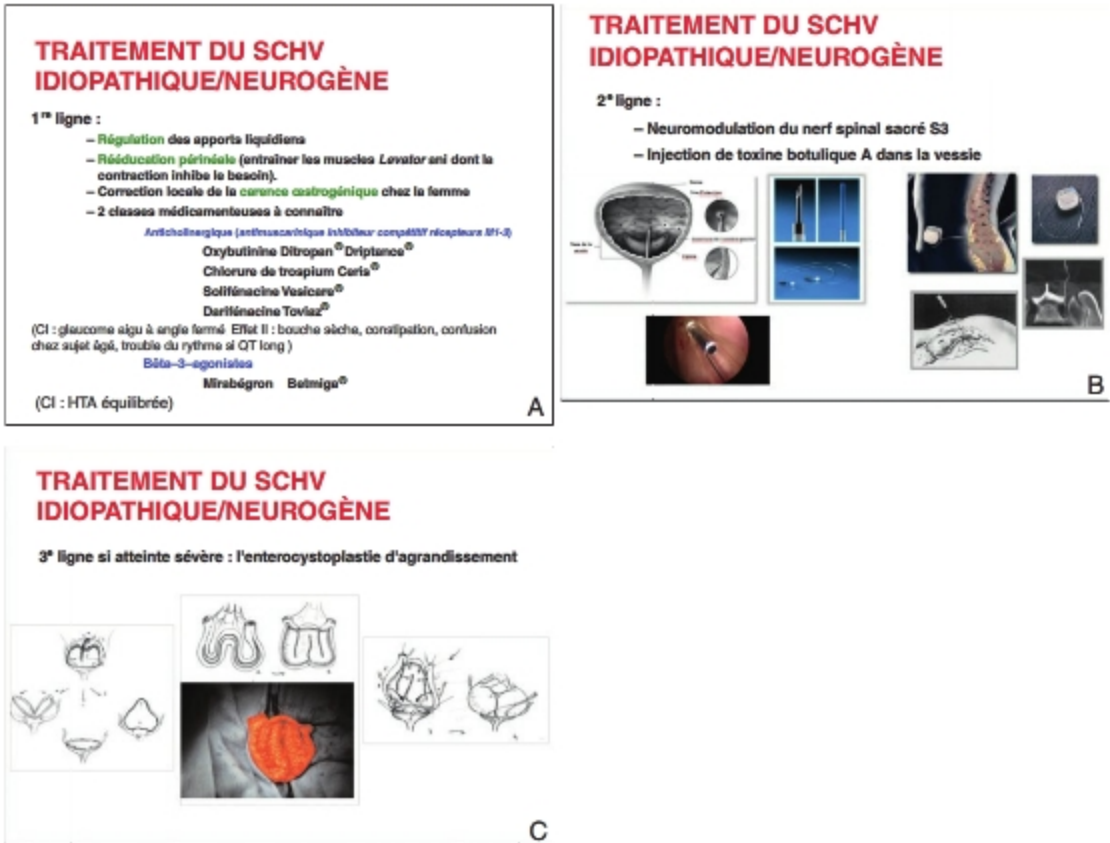 TRAITEMENT DU SCHV
IDIOPATHIQUE/NEUROGÈNE
1re ligne :
– Régulation des apports liquidiens
– Rééducation périnéale (entraîner les muscles Levator ani dont la
contraction inhibe le besoin).
– Correction locale de la carence œstrogénique chez la femme
– 2 classes médicamenteuses à connaître
Anticholinergique (antimuscarinique inhibiteur compétitif récepteurs M1-3)
Oxybutinine Ditropan® Driptance®
Chlorure de trospium Ceris®
Solifénacine Vesicare®
Darifénacine Toviaz®
(CI : glaucome aigu à angle fermé Effet II : bouche sèche, constipation, confusion
chez sujet âgé, trouble du rythme si QT long )
Bêta–3–agonistes
Mirabégron Betmiga®
(CI : HTA équilibrée)
A
TRAITEMENT DU SCHV
IDIOPATHIQUE/NEUROGÈNE
2e ligne :
– Neuromodulation du nerf spinal sacré S3
– Injection de toxine botulique A dans la vessie
B
TRAITEMENT DU SCHV
IDIOPATHIQUE/NEUROGÈNE
3e ligne si atteinte sévère : l'enterocystoplastie d'agrandissement
C